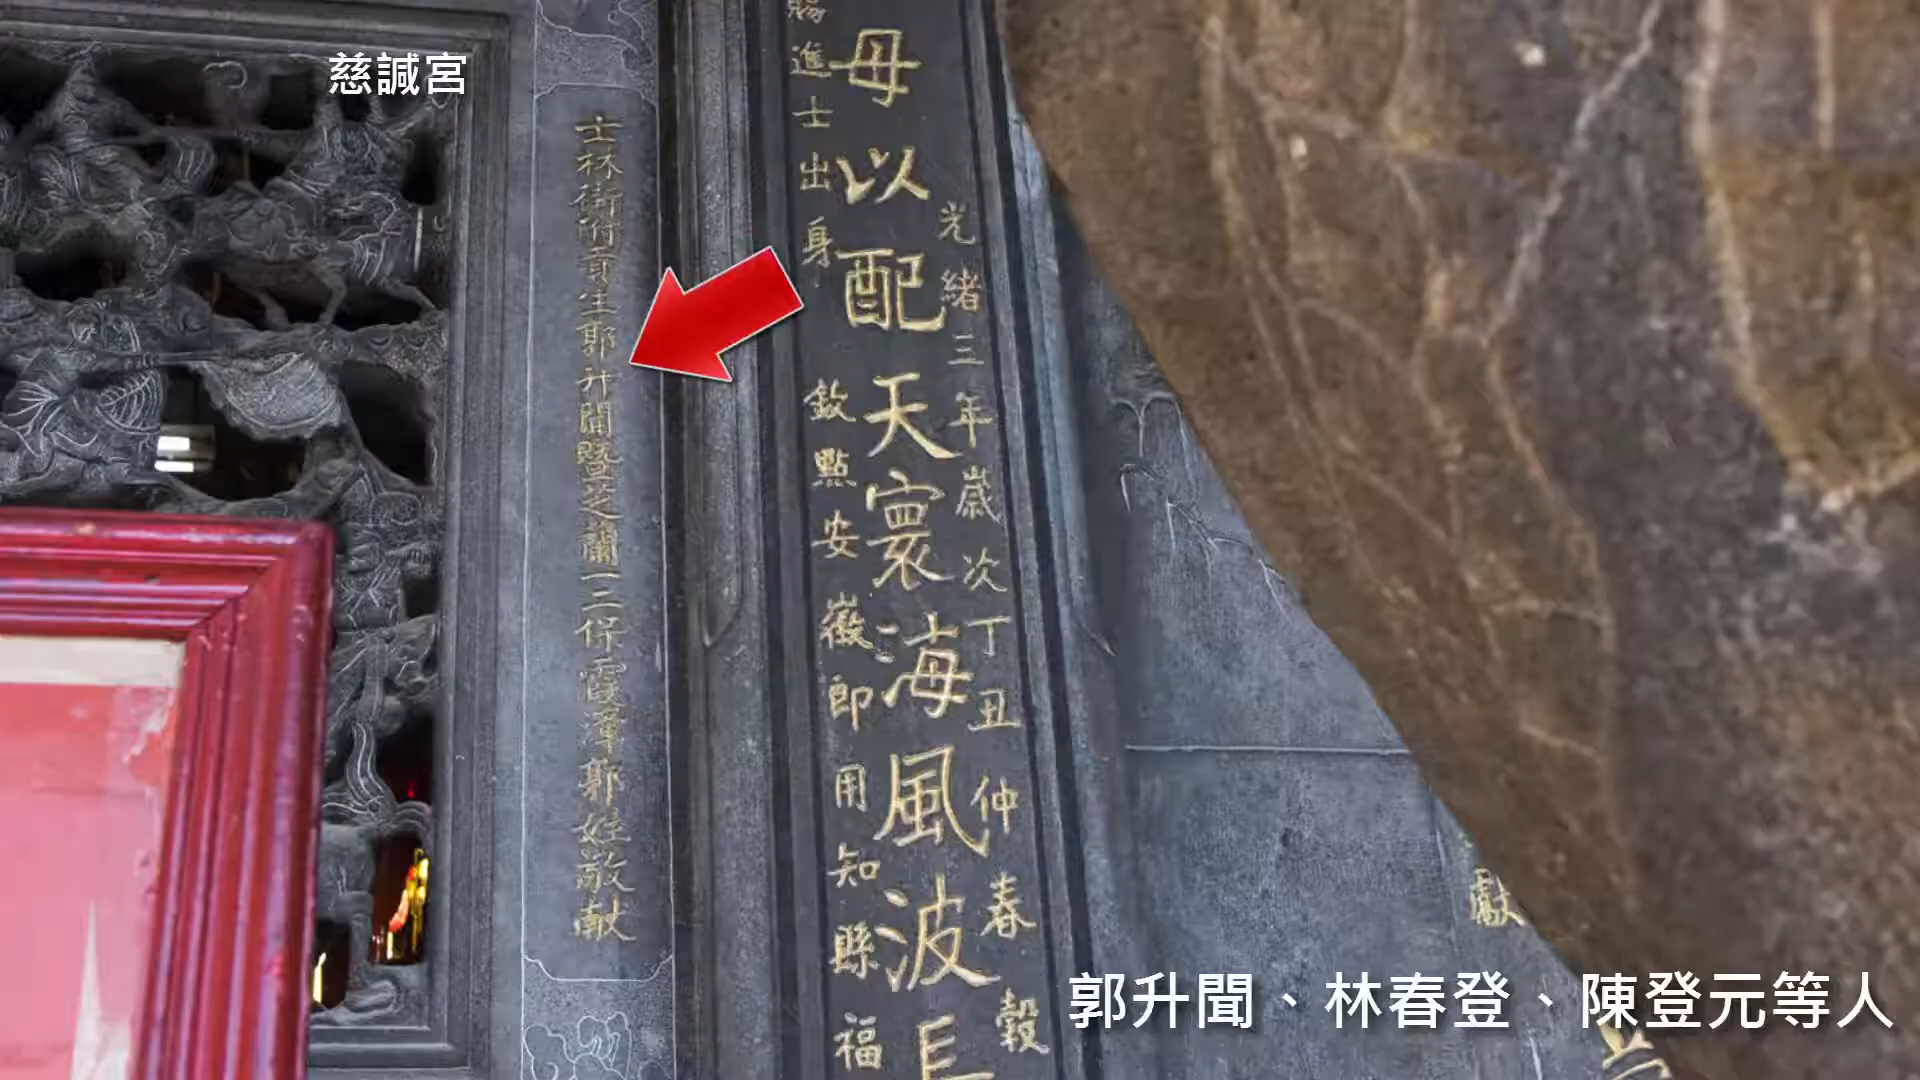 慈諴宮
光緒三年歲次丁丑仲春穀
母以配天寰海風波
賜進士出身
欽點安徽即用知縣福
士林街附貢生郭升聞暨芝蘭一二保霞漳郭姓敬献
獻
郭升聞、林春登、陳登元等人